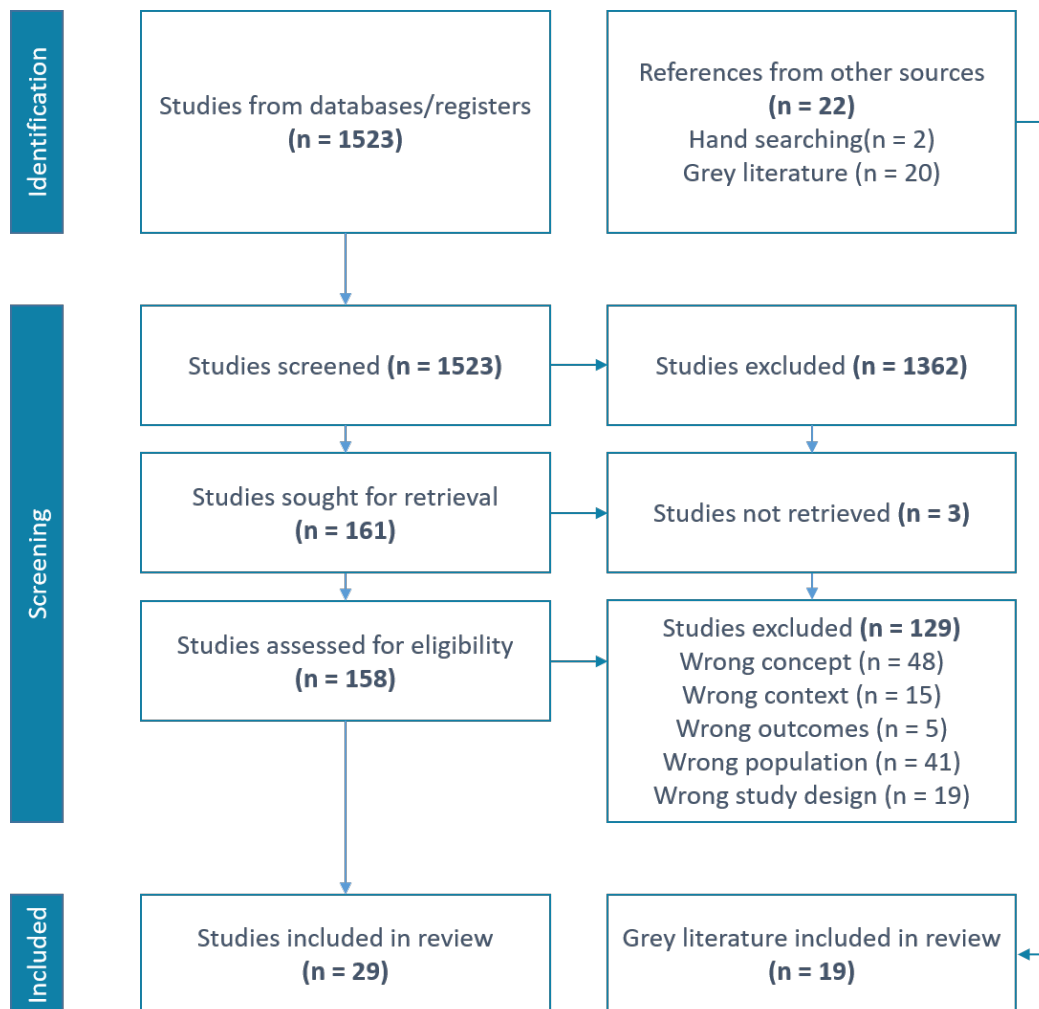 Identification
Studies from databases/registers
(n = 1523)
References from other sources
(n = 22)
Hand searching(n = 2)
Grey literature (n = 20)
Screening
Studies screened (n = 1523)
Studies excluded (n = 1362)
Studies sought for retrieval
(n = 161)
Studies not retrieved (n = 3)
Studies assessed for eligibility
(n = 158)
Studies excluded (n = 129)
Wrong concept (n = 48)
Wrong context (n = 15)
Wrong outcomes (n = 5)
Wrong population (n = 41)
Wrong study design (n = 19)
Included
Studies included in review
(n = 29)
Grey literature included in review
(n = 19)